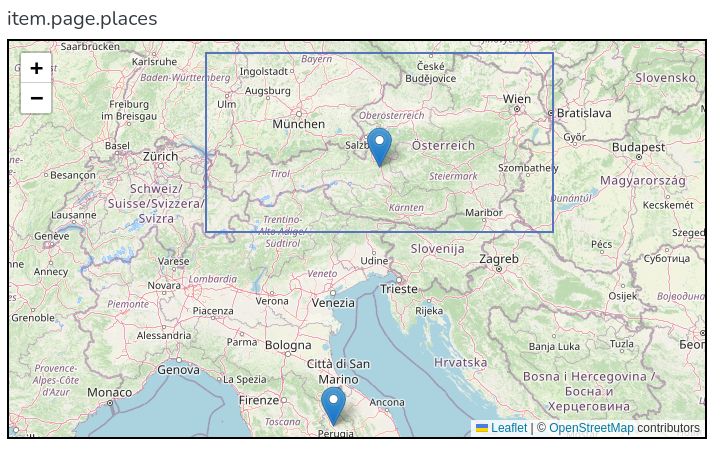 item.page.places
+
−
Saarbrücken
Karlsruhe
Baden-Württemberg
Bayern
Ingolstadt
České
Budějovice
Slovensko
Ulm
Augsburg
Wien
Freiburg
im Breisgau
München
Oberösterreich
Bratislava
Győr
Basel
Zürich
Salzb
Österreich
Budapest
Besançon
Tirol
Steiermark
Szombathely
Magyarország
Schweiz/
Suisse/Svizzera/
Svizra
Lausanne
Dunántúl
Kecskemét
Kärnten
Maribor
Trentino-
Alto Adige/
Südtirol
Genève
Szeged
Slovenija
Pécs
Annecy
Varese
Udine
Zagreb
Суботица
Lombardia
Veneto
Novara
Trieste
Verona
Venezia
Osijek
Војводина
Piemonte
Piacenza
Rijeka
Grenoble
Alessandria
Parma
Bologna
Banja Luka
Tuzla
Genova
Città di San
Marino
Hrvatska
Provence-
Alpes-Côte
d'Azur
La Spezia
Bosna i Hercegovina /
Босна и
Херцеговина
Monaco
Firenze
Ancona
Toscana
Perugia
Leaflet | © OpenStreetMap contributors